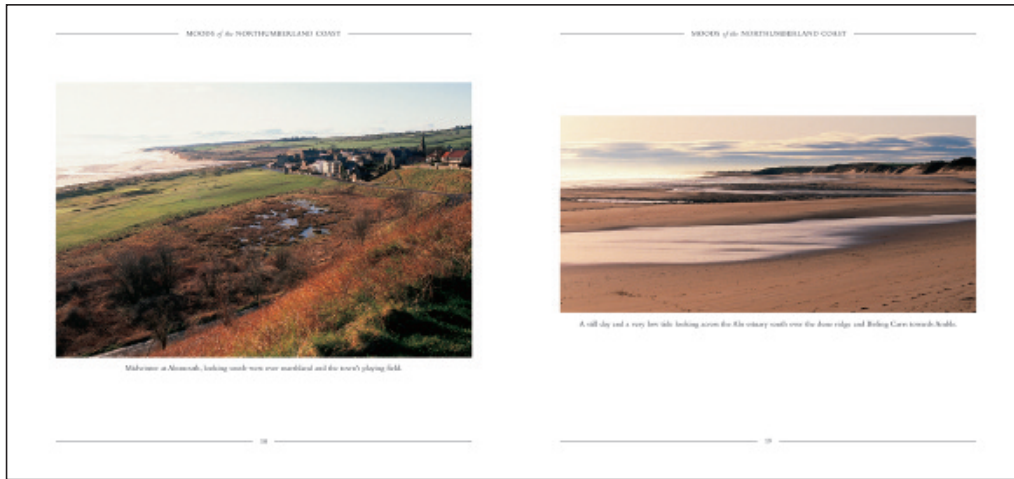 MOODS of the NORTHUMBERLAND COAST
Midwinter at Alnmouth, looking south-west over marshland and the town's playing field.
58
MOODS of the NORTHUMBERLAND COAST
A still day and a very low tide looking across the Aln estuary south over the dune ridge and Birling Carrs towards Amble.
59